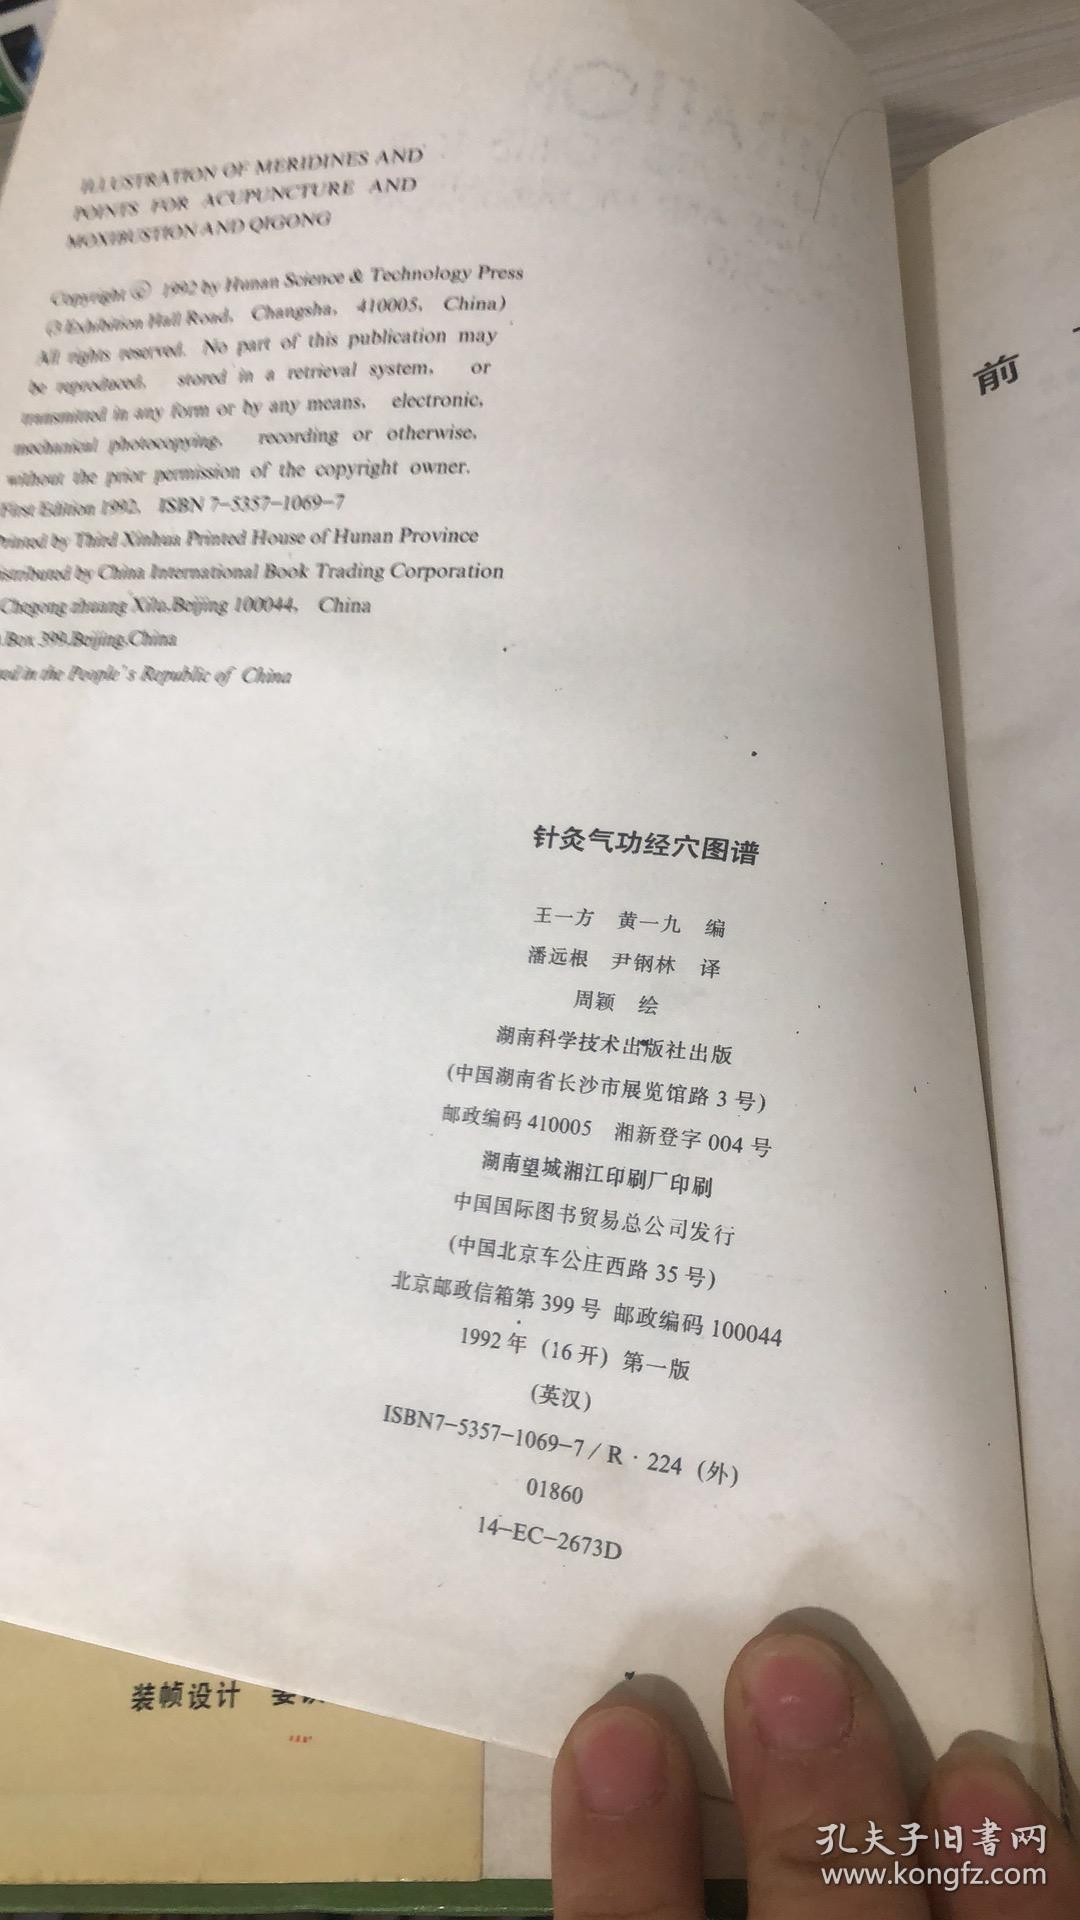 ILLUSTRATION OF MERIDINES AND
POINTS FOR ACUPUNCTURE AND
MOXIBUSTION AND QIGONG
Copyright © 1992 by Hunan Science & Technology Press
(3 Exhibition Hall Road, Changsha, 410005, China)
All rights reserved. No part of this publication may
be reproduced, stored in a retrieval system, or
transmitted in any form or by any means, electronic,
mechanical photocopying, recording or otherwise,
without the prior permission of the copyright owner.
First Edition 1992, ISBN 7-5357-1069-7
Printed by Third Xinhua Printed House of Hunan Province
istributed by China International Book Trading Corporation
Chegong zhuang Xilu,Beijing 100044, China
Box 399,Beijing,China
in the People's Republic of China
针灸气功经穴图谱
王一方 黄一九 编
潘远根 尹钢林 译
周颖 绘
湖南科学技术出版社出版
(中国湖南省长沙市展览馆路 3 号)
邮政编码 410005 湘新登字 004 号
湖南望城湘江印刷厂印刷
中国国际图书贸易总公司发行
(中国北京车公庄西路 35 号)
北京邮政信箱第 399 号 邮政编码 100044
1992 年 (16 开) 第一版
(英汉)
ISBN7-5357-1069-7 / R · 224 (外)
01860
14-EC-2673D
前
装帧设计
孔夫子旧书网
www.kongfz.com